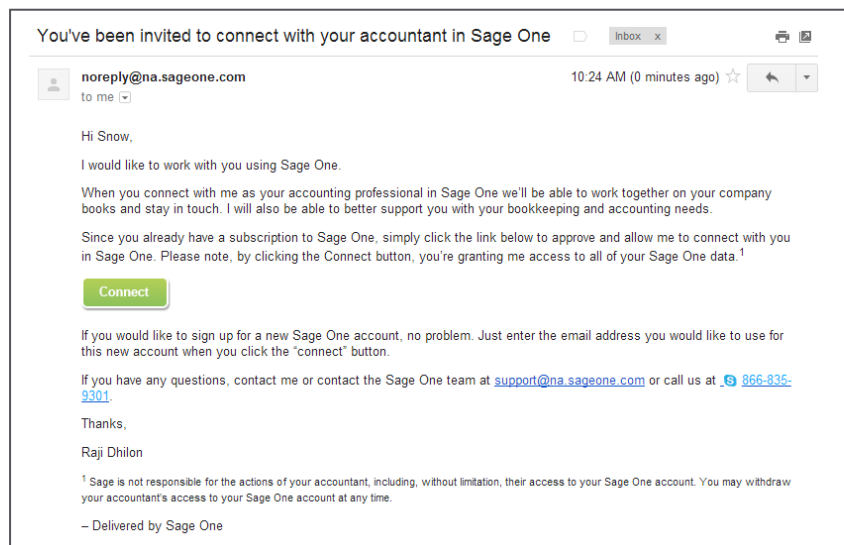 You've been invited to connect with your accountant in Sage One
Inbox x
noreply@na.sageone.com
10:24 AM (0 minutes ago)
to me
Hi Snow,
I would like to work with you using Sage One.
When you connect with me as your accounting professional in Sage One we'll be able to work together on your company
books and stay in touch. I will also be able to better support you with your bookkeeping and accounting needs.
Since you already have a subscription to Sage One, simply click the link below to approve and allow me to connect with you
in Sage One. Please note, by clicking the Connect button, you're granting me access to all of your Sage One data.1
Connect
If you would like to sign up for a new Sage One account, no problem. Just enter the email address you would like to use for
this new account when you click the “connect” button.
If you have any questions, contact me or contact the Sage One team at support@na.sageone.com or call us at 866-835-
9301.
Thanks,
Raji Dhilon
1 Sage is not responsible for the actions of your accountant, including, without limitation, their access to your Sage One account. You may withdraw
your accountant's access to your Sage One account at any time.
– Delivered by Sage One